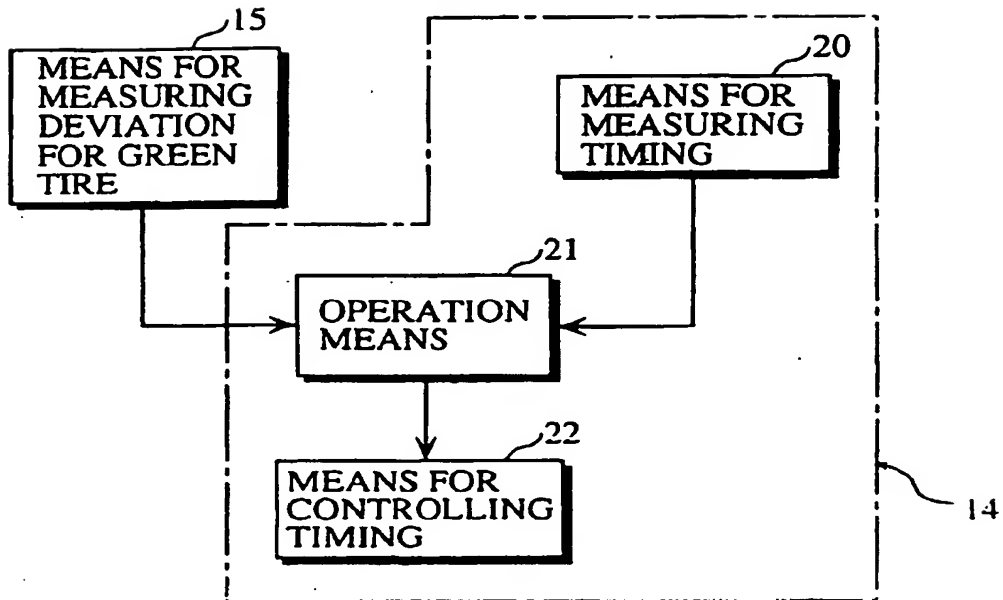 15
MEANS FOR
MEASURING
DEVIATION
FOR GREEN
TIRE
20
MEANS FOR
MEASURING
TIMING
21
OPERATION
MEANS
22
MEANS FOR
CONTROLLING
TIMING
14